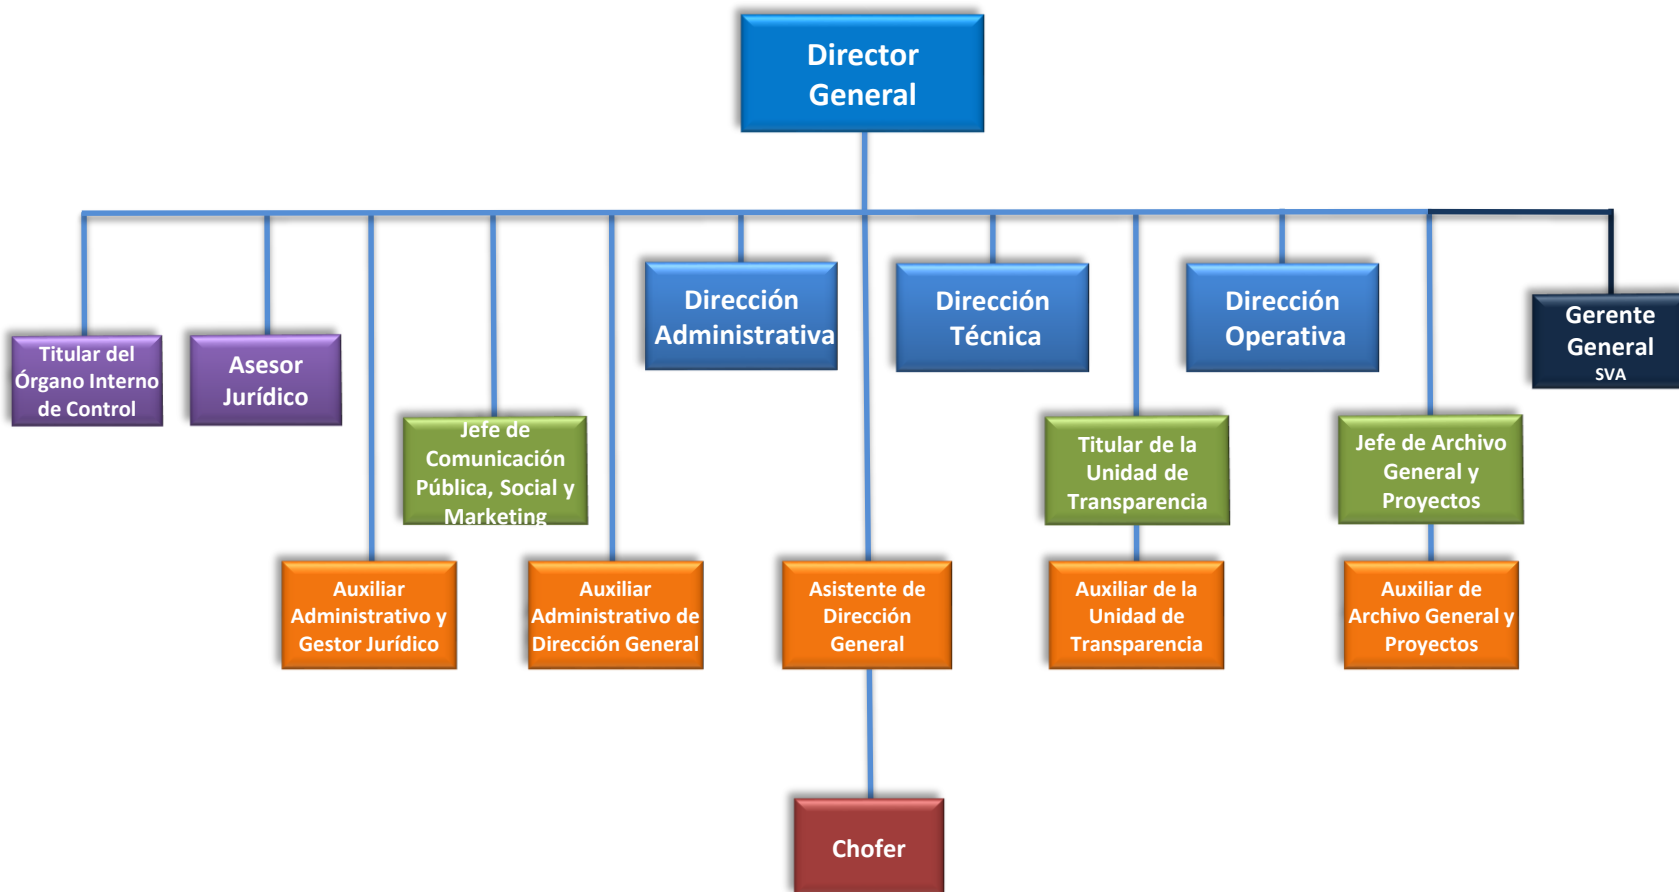 Director
General
Dirección
Administrativa
Dirección
Técnica
Dirección
Operativa
Gerente
General
SVA
Titular del
Órgano Interno
de Control
Asesor
Jurídico
Jefe de
Comunicación
Pública, Social y
Marketing
Titular de la
Unidad de
Transparencia
Jefe de Archivo
General y
Proyectos
Auxiliar
Administrativo y
Gestor Jurídico
Auxiliar
Administrativo de
Dirección General
Asistente de
Dirección
General
Auxiliar de la
Unidad de
Transparencia
Auxiliar de
Archivo General y
Proyectos
Chofer